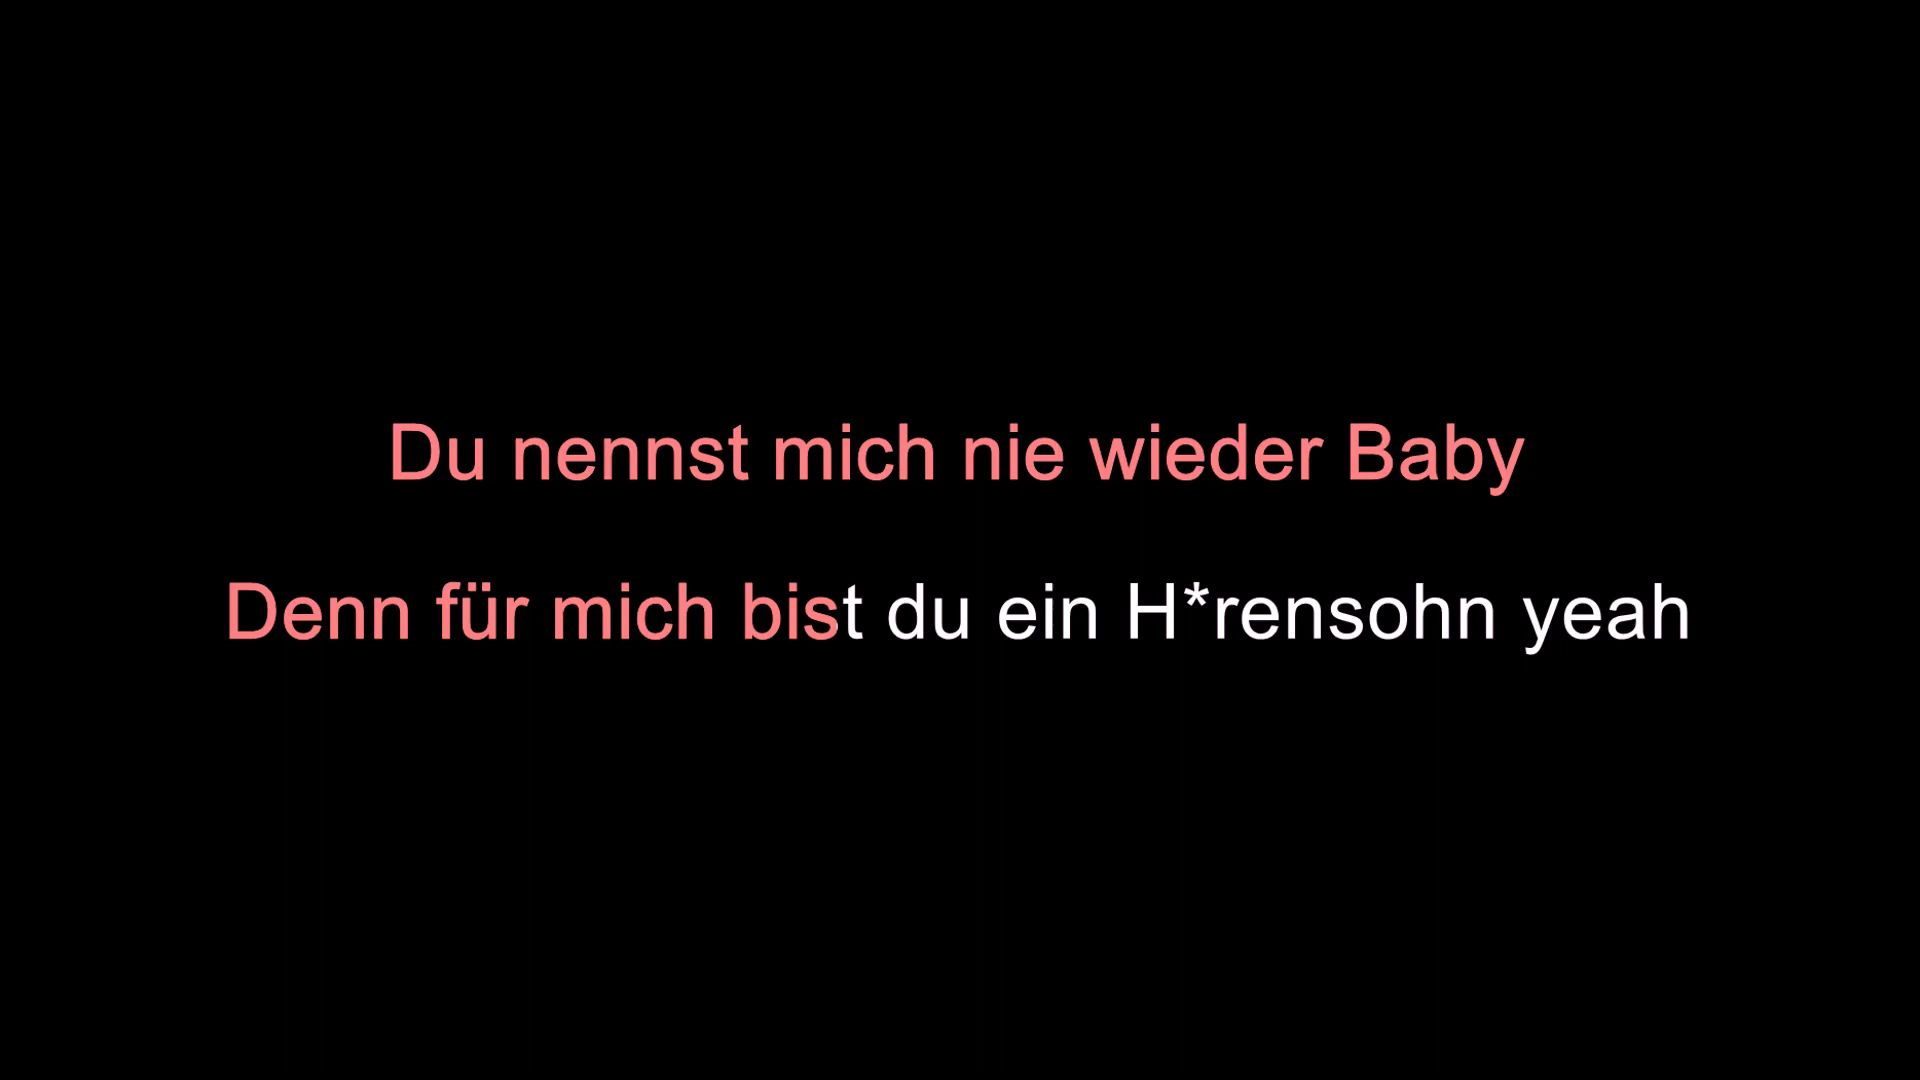 Du nennst mich nie wieder Baby
Denn für mich bist du ein H*rensohn yeah